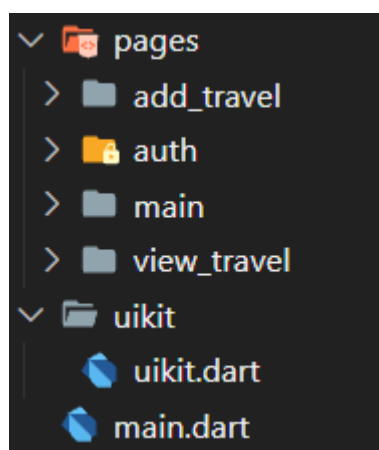 pages
add_travel
auth
main
view_travel
uikit
uikit.dart
main.dart